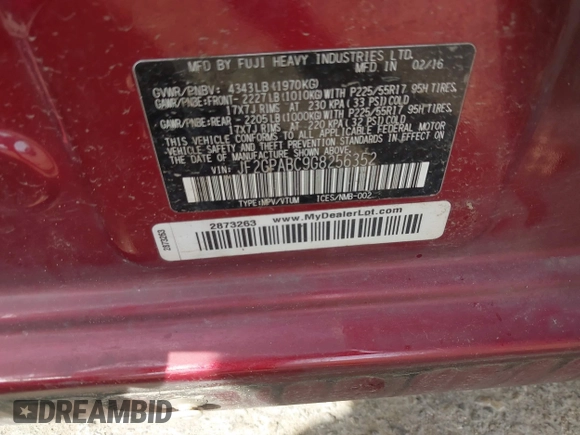 MFD BY FUJI HEAVY INDUSTRIES LTD.
MFD IN 02/16
GVWR/PNBV: 4343LB(1970KG)
GAWR/PNBE:FRONT- 2227LB(1010KG)WITH P225/55R17 95H TIRES,
17X7J RIMS AT 230 KPA( 33 PSI)COLD
GAWR/PNBE:REAR - 2205LB(1000KG)WITH P225/55R17 95H TIRES,
17X7J RIMS AT 220 KPA( 32 PSI)COLD
THIS VEHICLE CONFORMS TO ALL APPLICABLE FEDERAL MOTOR
VEHICLE SAFETY AND THEFT PREVENTION STANDARDS IN EFFECT
ON THE DATE OF MANUFACTURE SHOWN ABOVE.
VIN: JF2GPABC9G8256352
TYPE:MPV/VTUM ICES/NMB-002
2873263 www.MyDealerLot.com
2873263
DREAMBID